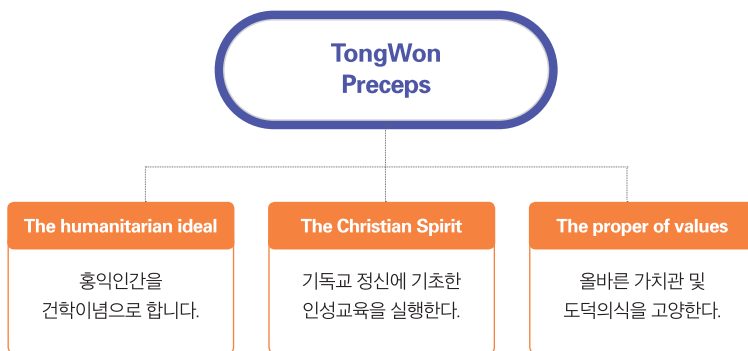 TongWon
Preceps
The humanitarian ideal
홍익인간을
건학이념으로 합니다.
The Christian Spirit
기독교 정신에 기초한
인성교육을 실행한다.
The proper of values
올바른 가치관 및
도덕의식을 고양한다.